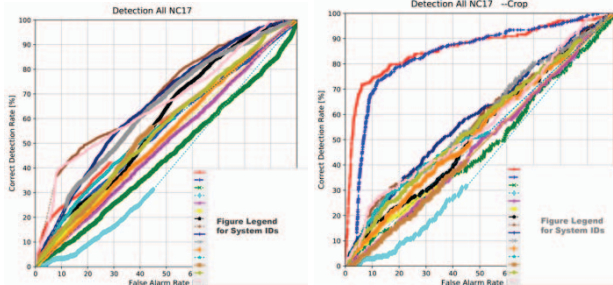 Detection All NC17
Correct Detection Rate [%]
100
90
80
70
60
50
40
30
20
10
0
0 10 20 30 40 50
False Alarm Rate
Figure Legend
for System IDs
Detection All NC17 --Crop
Correct Detection Rate [%]
100
90
80
70
60
50
40
30
20
10
0
0 10 20 30 40 50
False Alarm Rate
Figure Legend
for System IDs